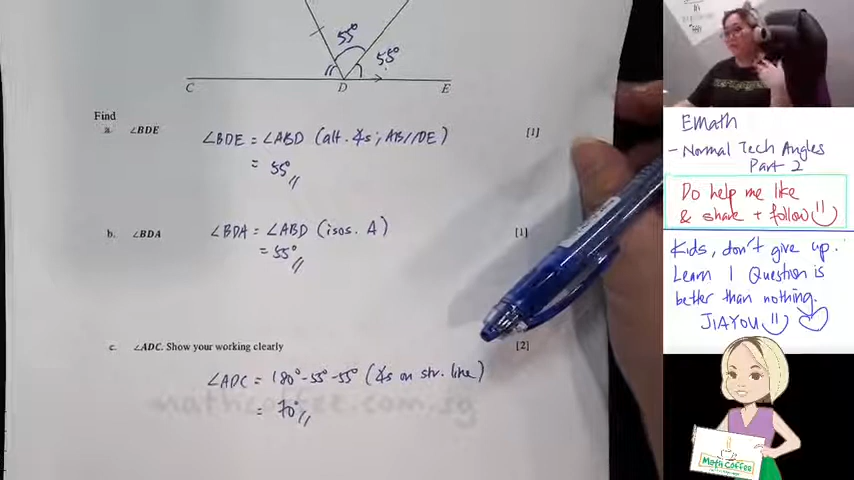 55°
55°
C
D
E
Find
a. ∠BDE
∠BDE = ∠ABD (alt. ∡s, AB//DE)
[1]
= 55°
b. ∠BDA
∠BDA = ∠ABD (isos. Δ)
[1]
= 55°
c. ∠ADC. Show your working clearly
[2]
∠ADC = 180° - 55° - 55° (∡s on str. line)
= 70°
EMath
- Normal Tech Angles
Part 2
Do help me like
& share + follow
Kids, don't give up.
Learn 1 Question is
better than nothing.
JIAYOU
Math Coffee